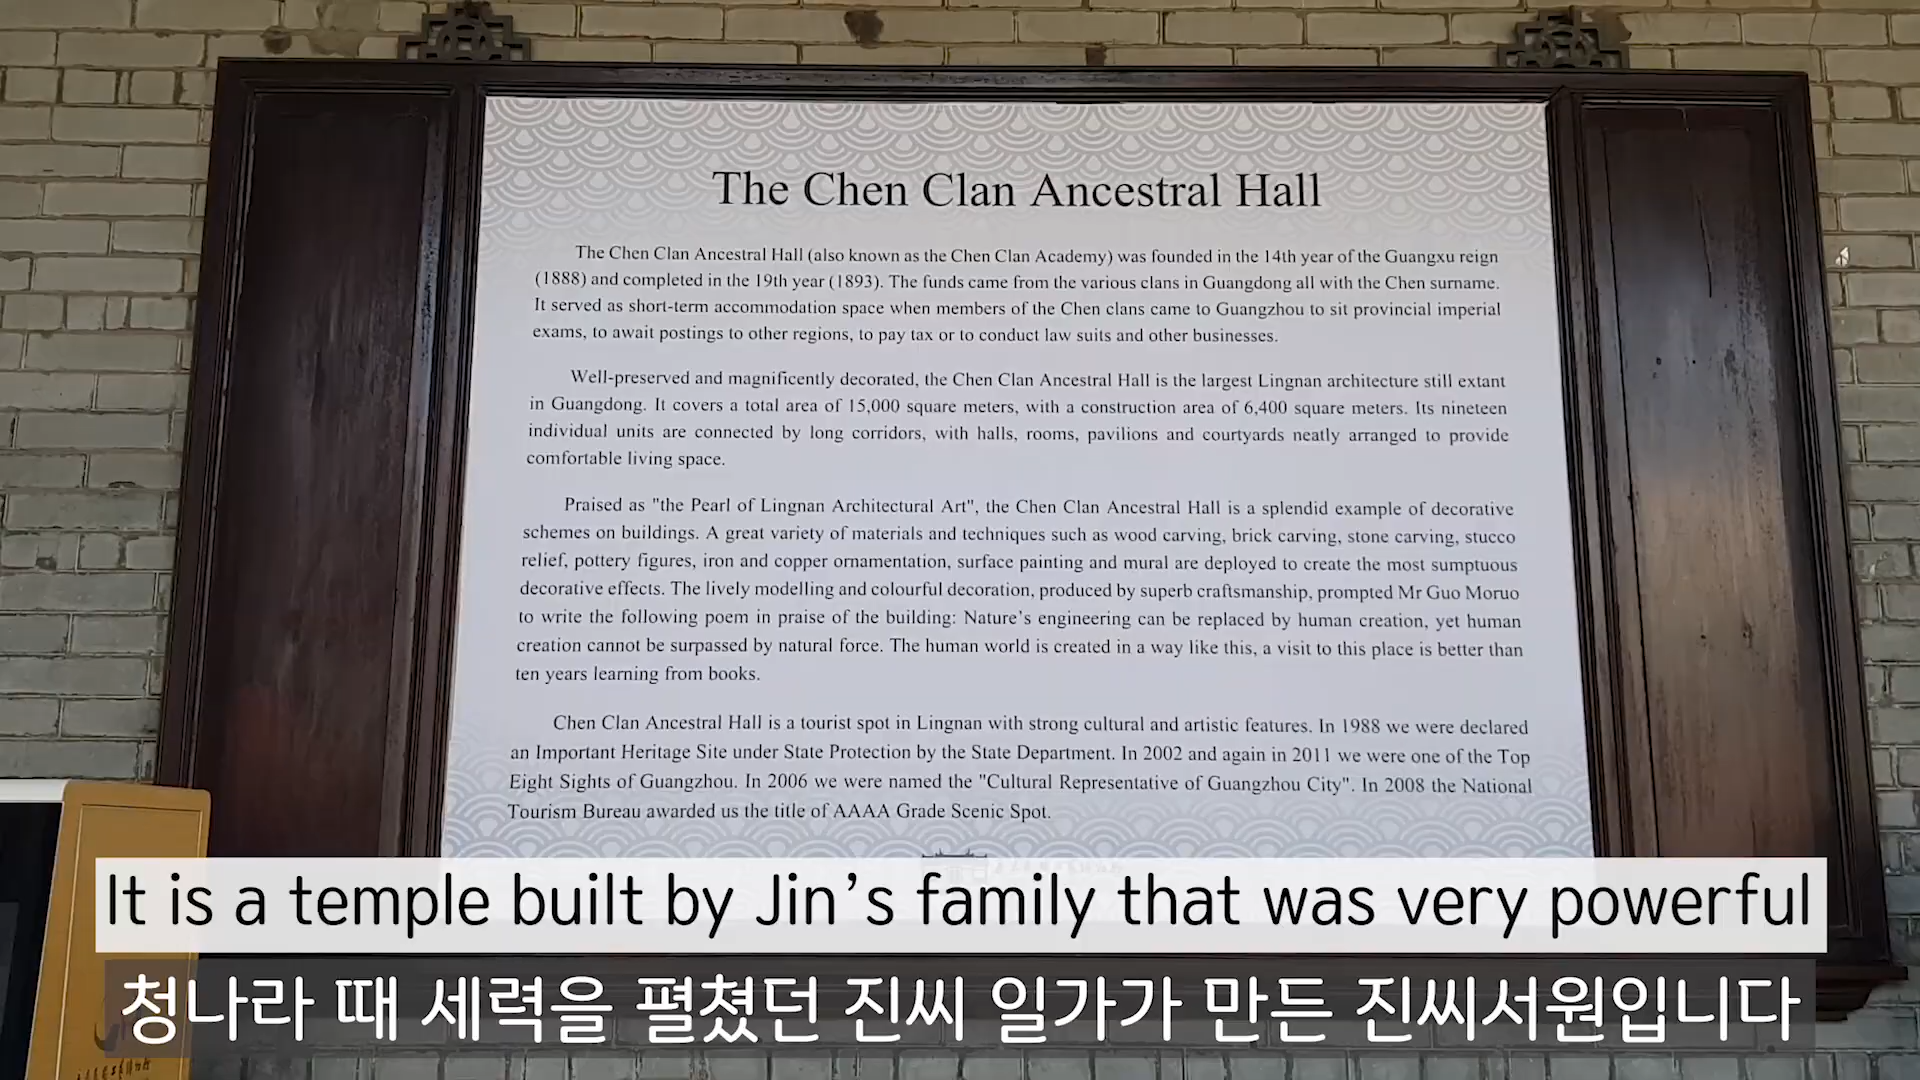 The Chen Clan Ancestral Hall
The Chen Clan Ancestral Hall (also known as the Chen Clan Academy) was founded in the 14th year of the Guangxu reign
(1888) and completed in the 19th year (1893). The funds came from the various clans in Guangdong all with the Chen surname.
It served as short-term accommodation space when members of the Chen clans came to Guangzhou to sit provincial imperial
exams, to await postings to other regions, to pay tax or to conduct law suits and other businesses.
Well-preserved and magnificently decorated, the Chen Clan Ancestral Hall is the largest Lingnan architecture still extant
in Guangdong. It covers a total area of 15,000 square meters, with a construction area of 6,400 square meters. Its nineteen
individual units are connected by long corridors, with halls, rooms, pavilions and courtyards neatly arranged to provide
comfortable living space.
Praised as "the Pearl of Lingnan Architectural Art", the Chen Clan Ancestral Hall is a splendid example of decorative
schemes on buildings. A great variety of materials and techniques such as wood carving, brick carving, stone carving, stucco
relief, pottery figures, iron and copper ornamentation, surface painting and mural are deployed to create the most sumptuous
decorative effects. The lively modelling and colourful decoration, produced by superb craftsmanship, prompted Mr Guo Moruo
to write the following poem in praise of the building: Nature's engineering can be replaced by human creation, yet human
creation cannot be surpassed by natural force. The human world is created in a way like this, a visit to this place is better than
ten years learning from books.
Chen Clan Ancestral Hall is a tourist spot in Lingnan with strong cultural and artistic features. In 1988 we were declared
an Important Heritage Site under State Protection by the State Department. In 2002 and again in 2011 we were one of the Top
Eight Sights of Guangzhou. In 2006 we were named the "Cultural Representative of Guangzhou City". In 2008 the National
Tourism Bureau awarded us the title of AAAA Grade Scenic Spot.
It is a temple built by Jin's family that was very powerful
청나라 때 세력을 펼쳤던 진씨 일가가 만든 진씨서원입니다